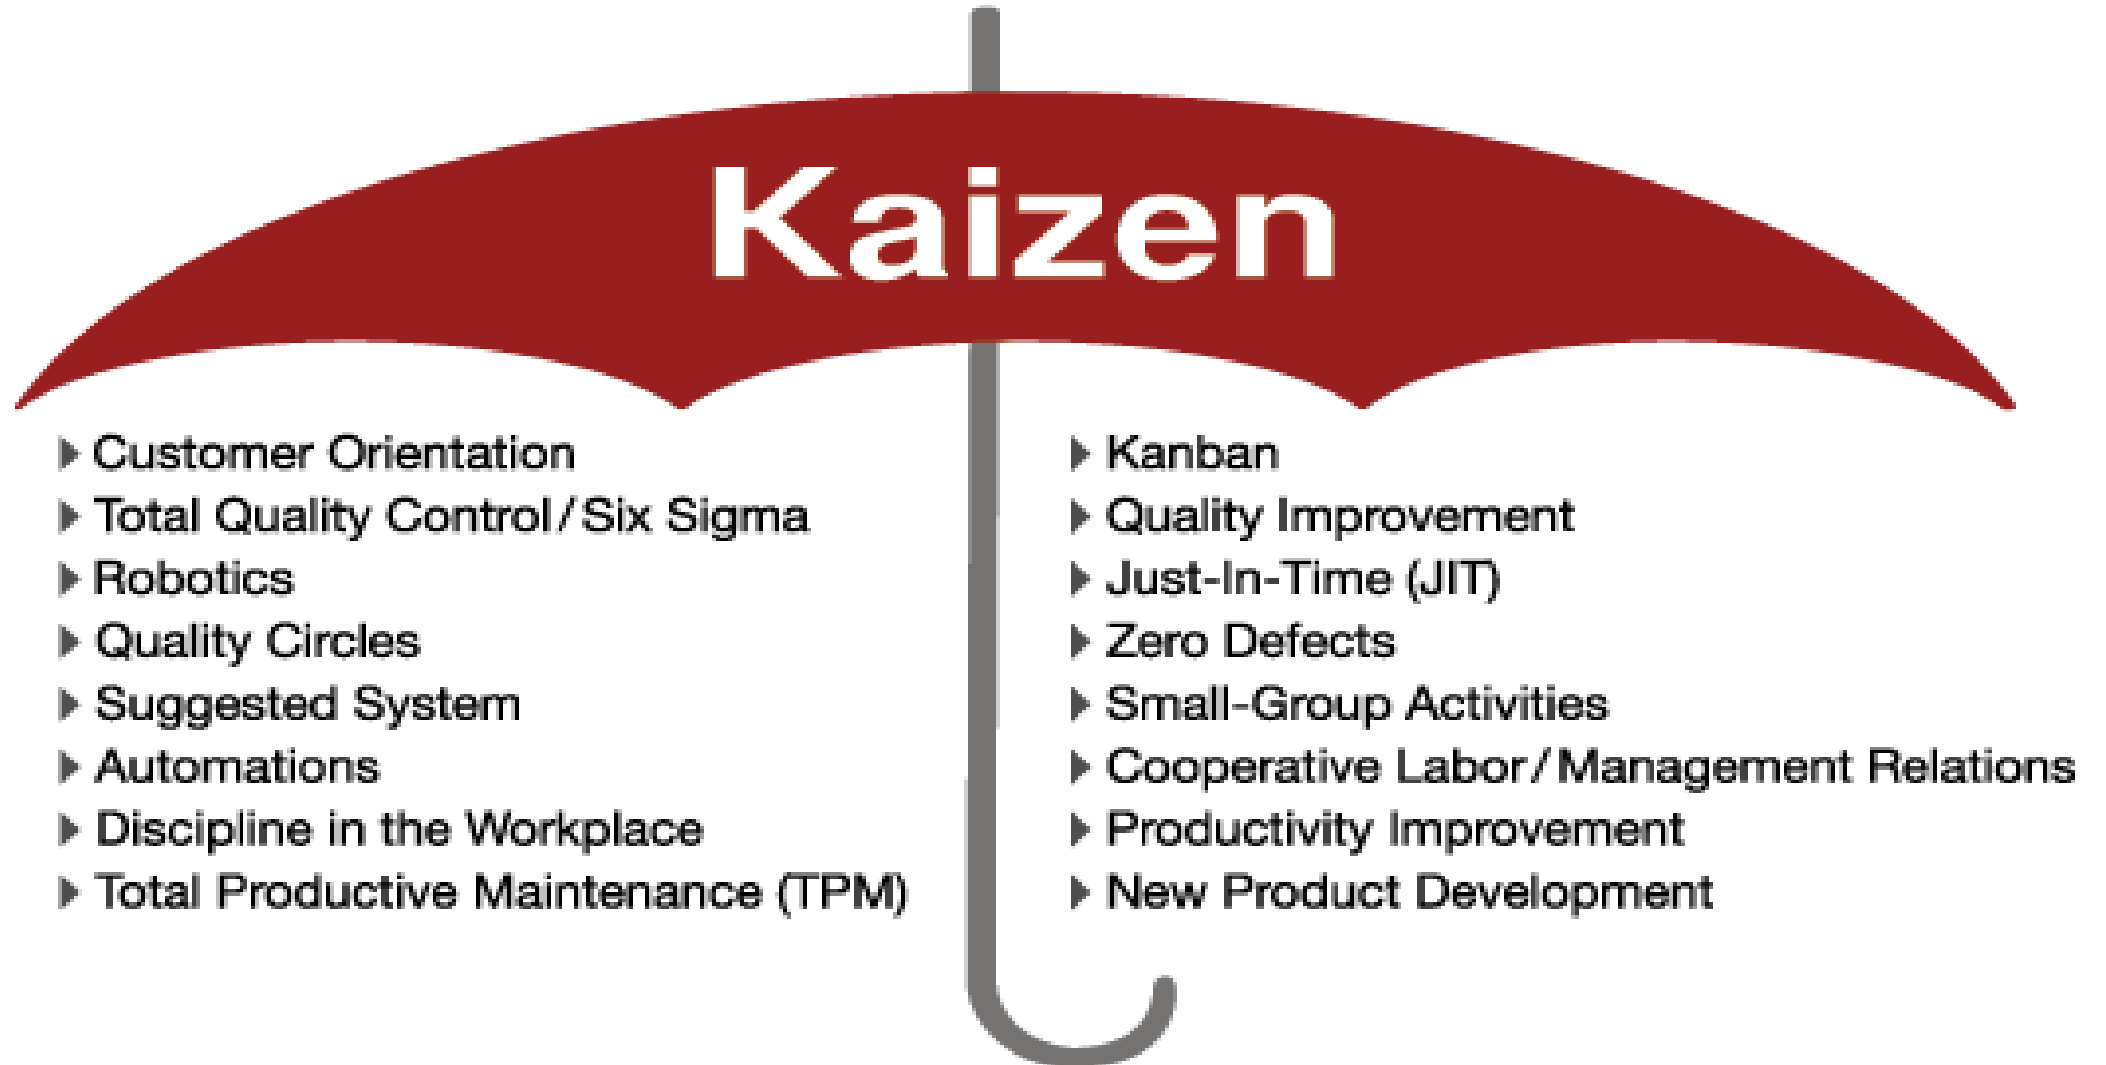 Kaizen
Customer Orientation
Total Quality Control/Six Sigma
Robotics
Quality Circles
Suggested System
Automations
Discipline in the Workplace
Total Productive Maintenance (TPM)
Kanban
Quality Improvement
Just-In-Time (JIT)
Zero Defects
Small-Group Activities
Cooperative Labor/Management Relations
Productivity Improvement
New Product Development